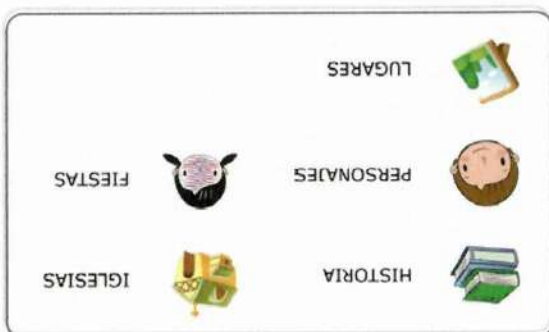 HISTORIA
IGLESIAS
PERSONAJES
FIESTAS
LUGARES